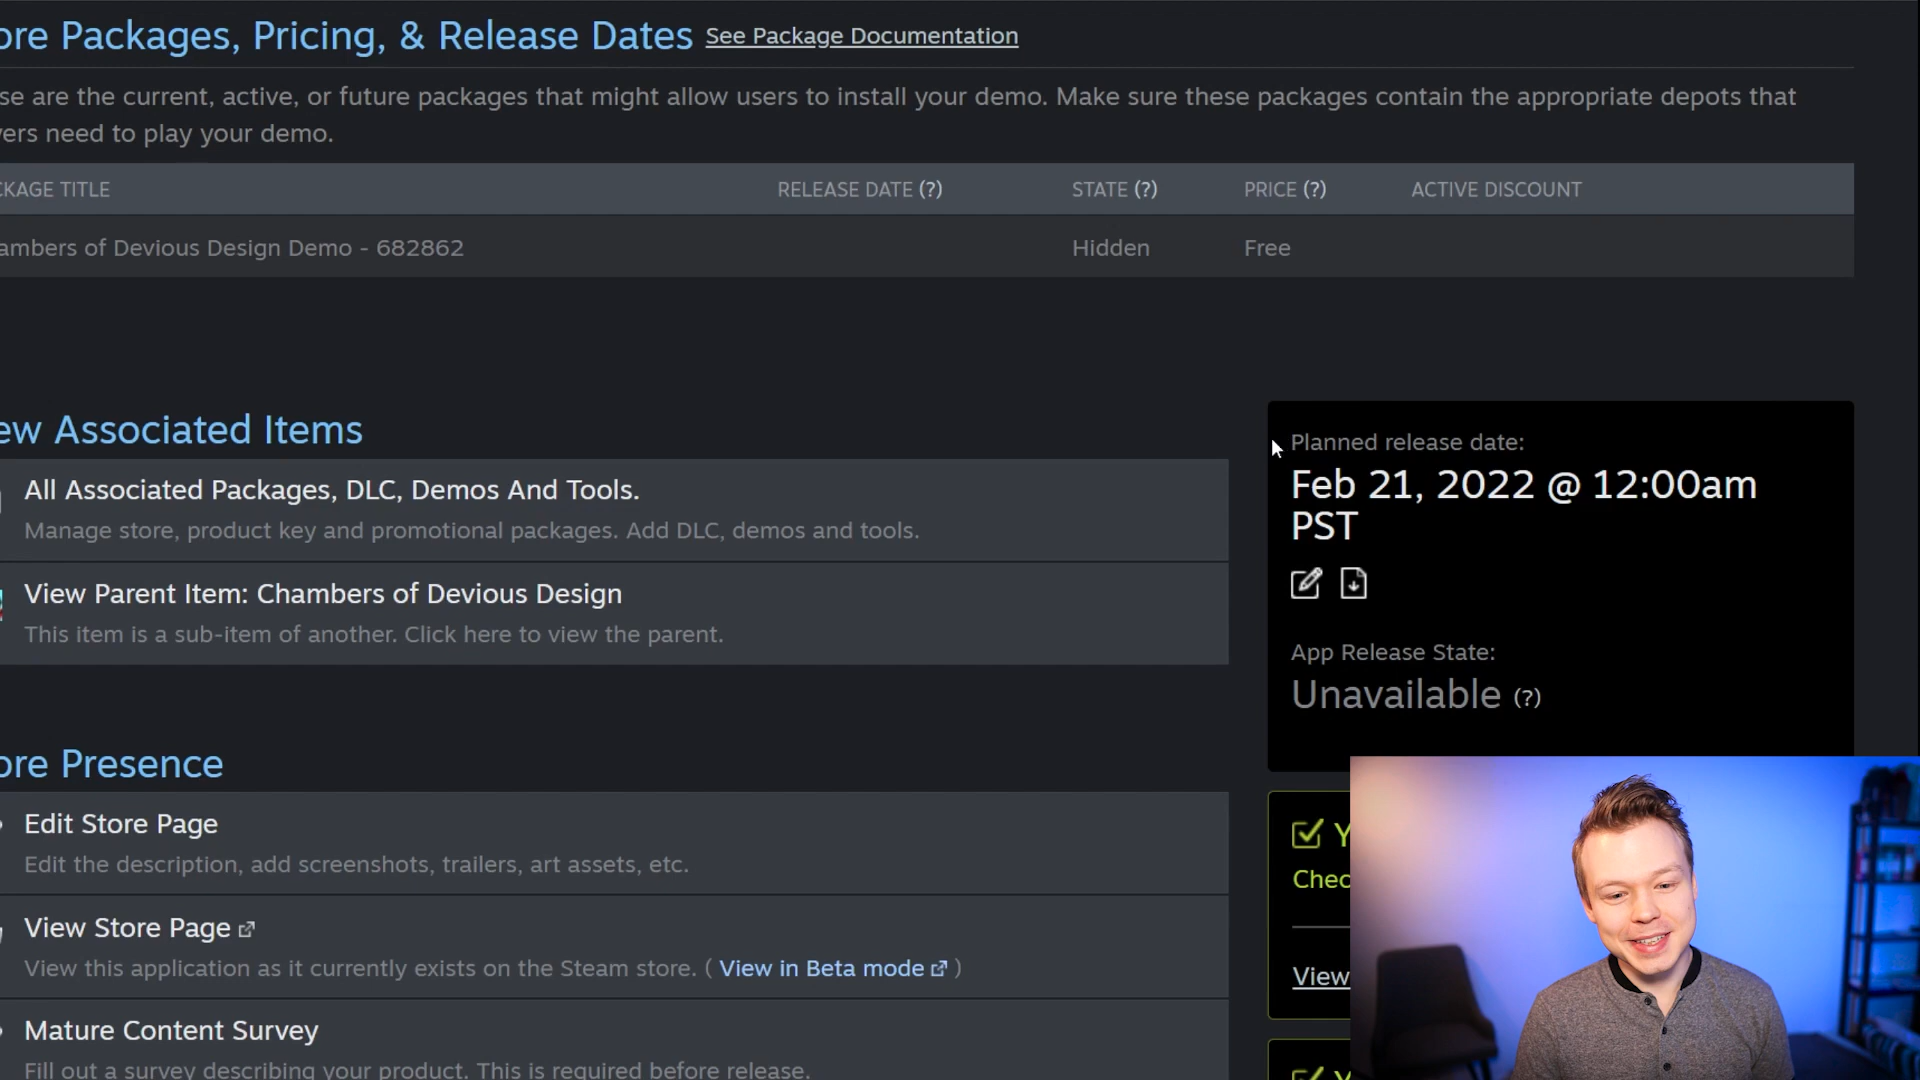 ore Packages, Pricing, & Release Dates See Package Documentation
se are the current, active, or future packages that might allow users to install your demo. Make sure these packages contain the appropriate depots that
ers need to play your demo.
KAGE TITLE RELEASE DATE (?) STATE (?) PRICE (?) ACTIVE DISCOUNT
ambers of Devious Design Demo - 682862 Hidden Free
ew Associated Items
All Associated Packages, DLC, Demos And Tools.
Manage store, product key and promotional packages. Add DLC, demos and tools.
View Parent Item: Chambers of Devious Design
This item is a sub-item of another. Click here to view the parent.
Planned release date:
Feb 21, 2022 @ 12:00am
PST
App Release State:
Unavailable (?)
ore Presence
Edit Store Page
Edit the description, add screenshots, trailers, art assets, etc.
View Store Page
View this application as it currently exists on the Steam store. ( View in Beta mode )
Mature Content Survey
Fill out a survey describing your product. This is required before release.
Y
Chec
View